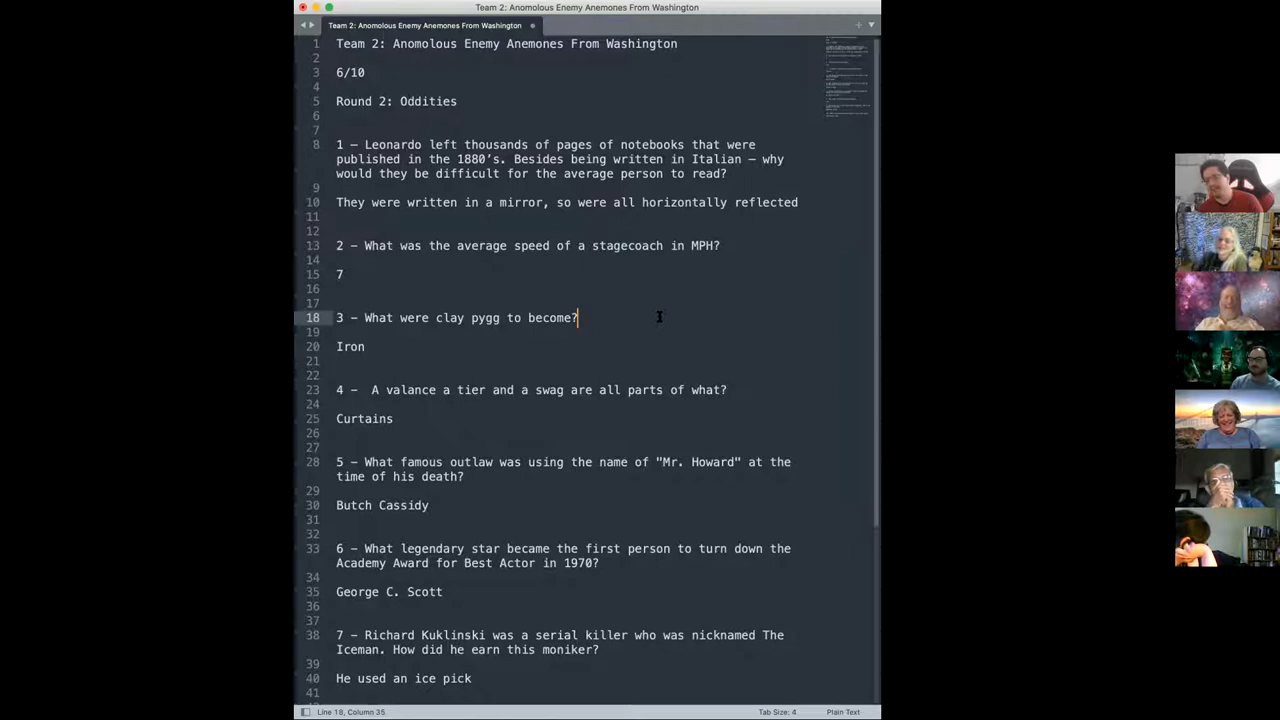 Team 2: Anomolous Enemy Anemones From Washington
Team 2: Anomolous Enemy Anemones From Washington
1 Team 2: Anomolous Enemy Anemones From Washington
2
3 6/10
4
5 Round 2: Oddities
6
7
8 1 – Leonardo left thousands of pages of notebooks that were
published in the 1880's. Besides being written in Italian – why
would they be difficult for the average person to read?
9
10 They were written in a mirror, so were all horizontally reflected
11
12
13 2 – What was the average speed of a stagecoach in MPH?
14
15 7
16
17
18 3 – What were clay pygg to become?
19
20 Iron
21
22
23 4 –  A valance a tier and a swag are all parts of what?
24
25 Curtains
26
27
28 5 – What famous outlaw was using the name of "Mr. Howard" at the
time of his death?
29
30 Butch Cassidy
31
32
33 6 – What legendary star became the first person to turn down the
Academy Award for Best Actor in 1970?
34
35 George C. Scott
36
37
38 7 – Richard Kuklinski was a serial killer who was nicknamed The
Iceman. How did he earn this moniker?
39
40 He used an ice pick
41
Line 18, Column 35 Tab Size: 4 Plain Text